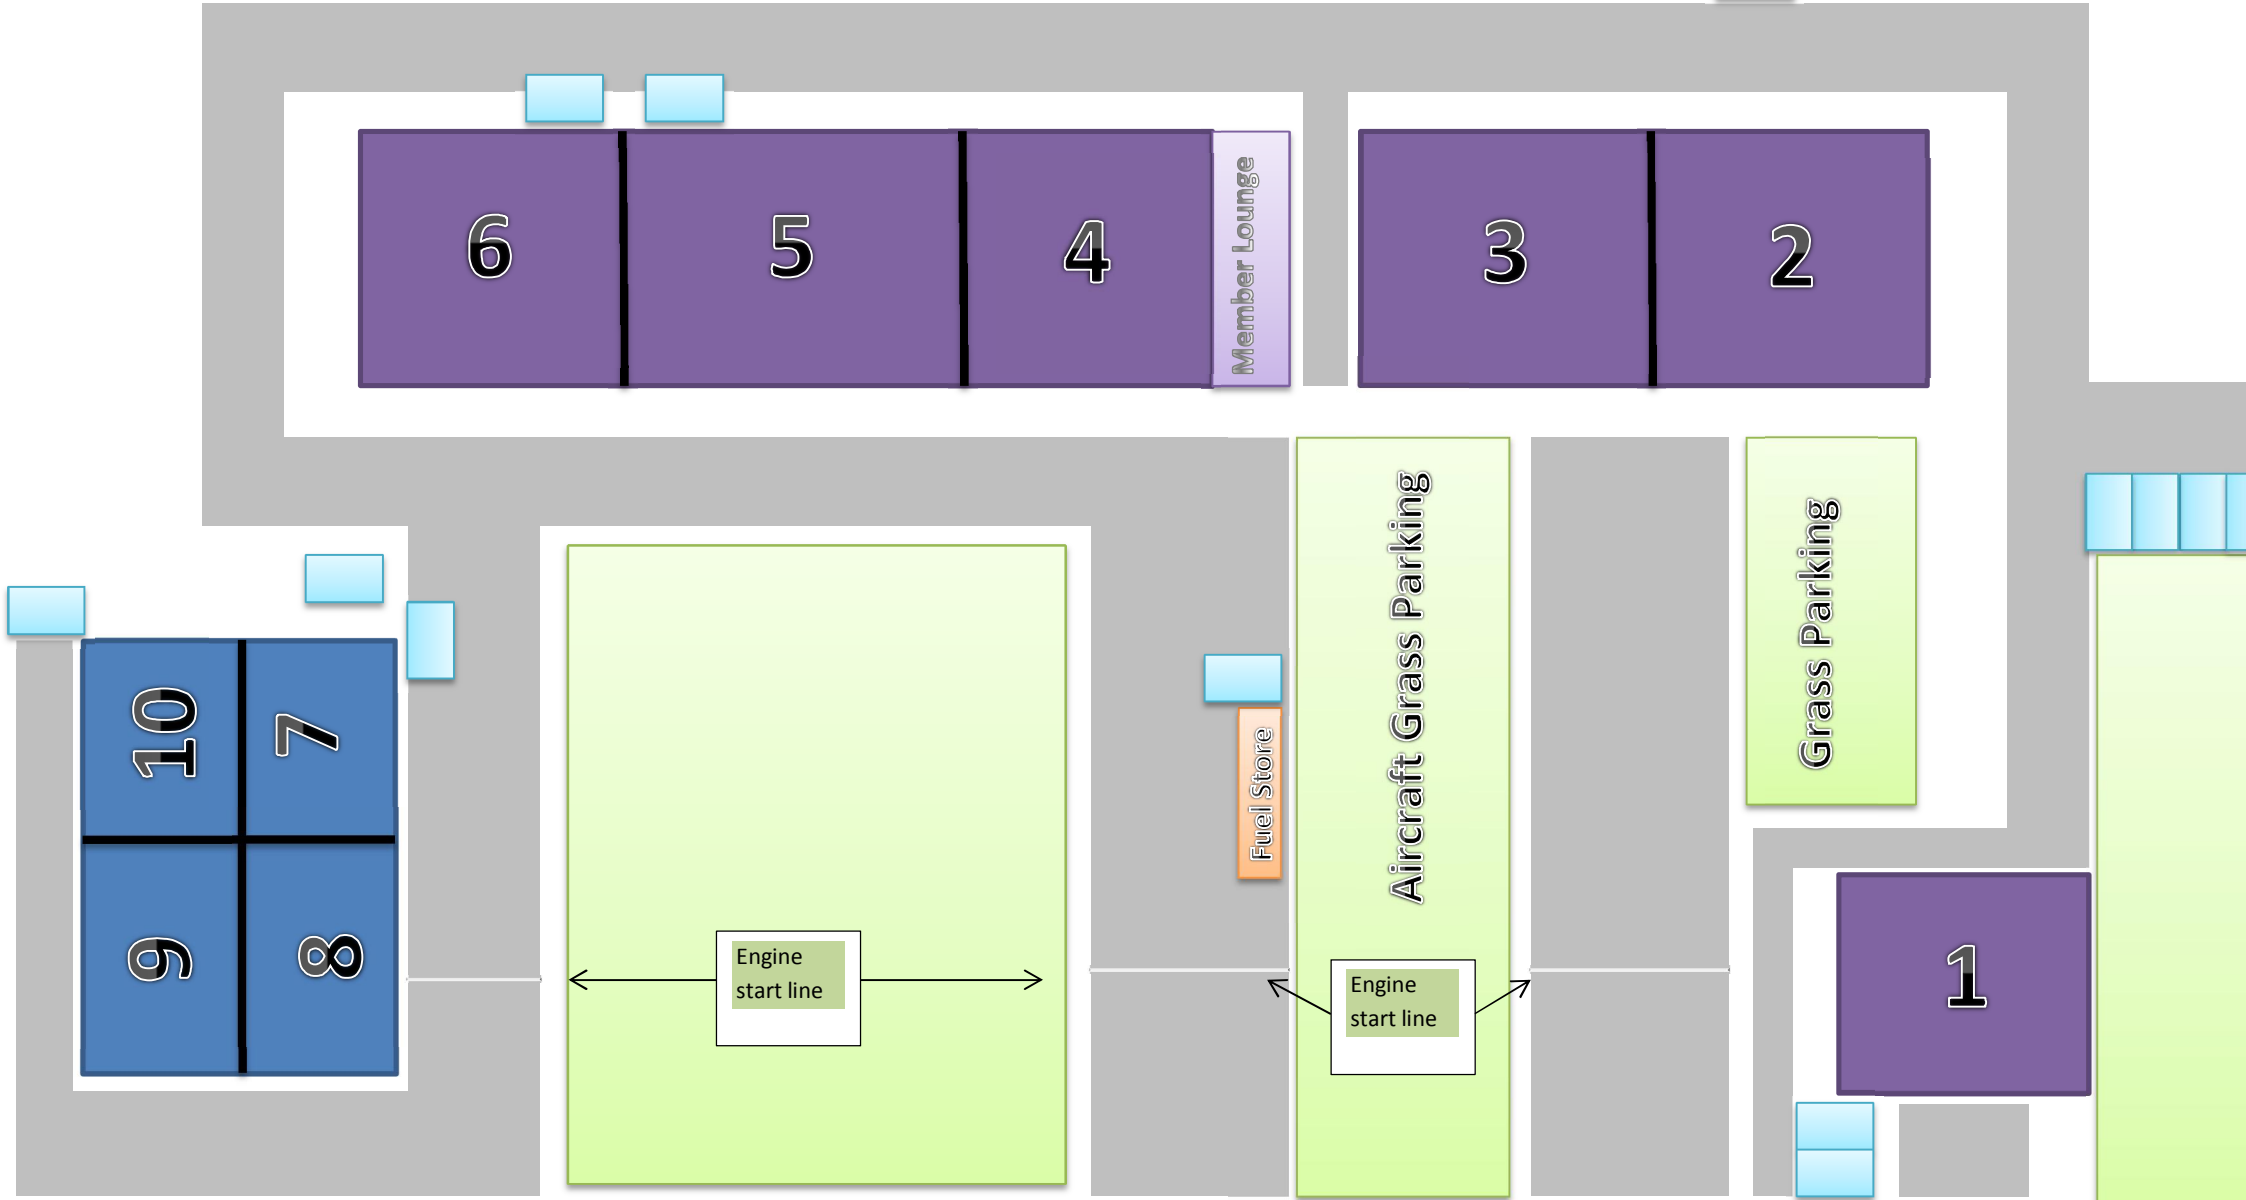 6
5
4
Member Lounge
3
2
Aircraft Grass Parking
Grass Parking
10
7
Fuel Store
9
8
Engine
start line
Engine
start line
1